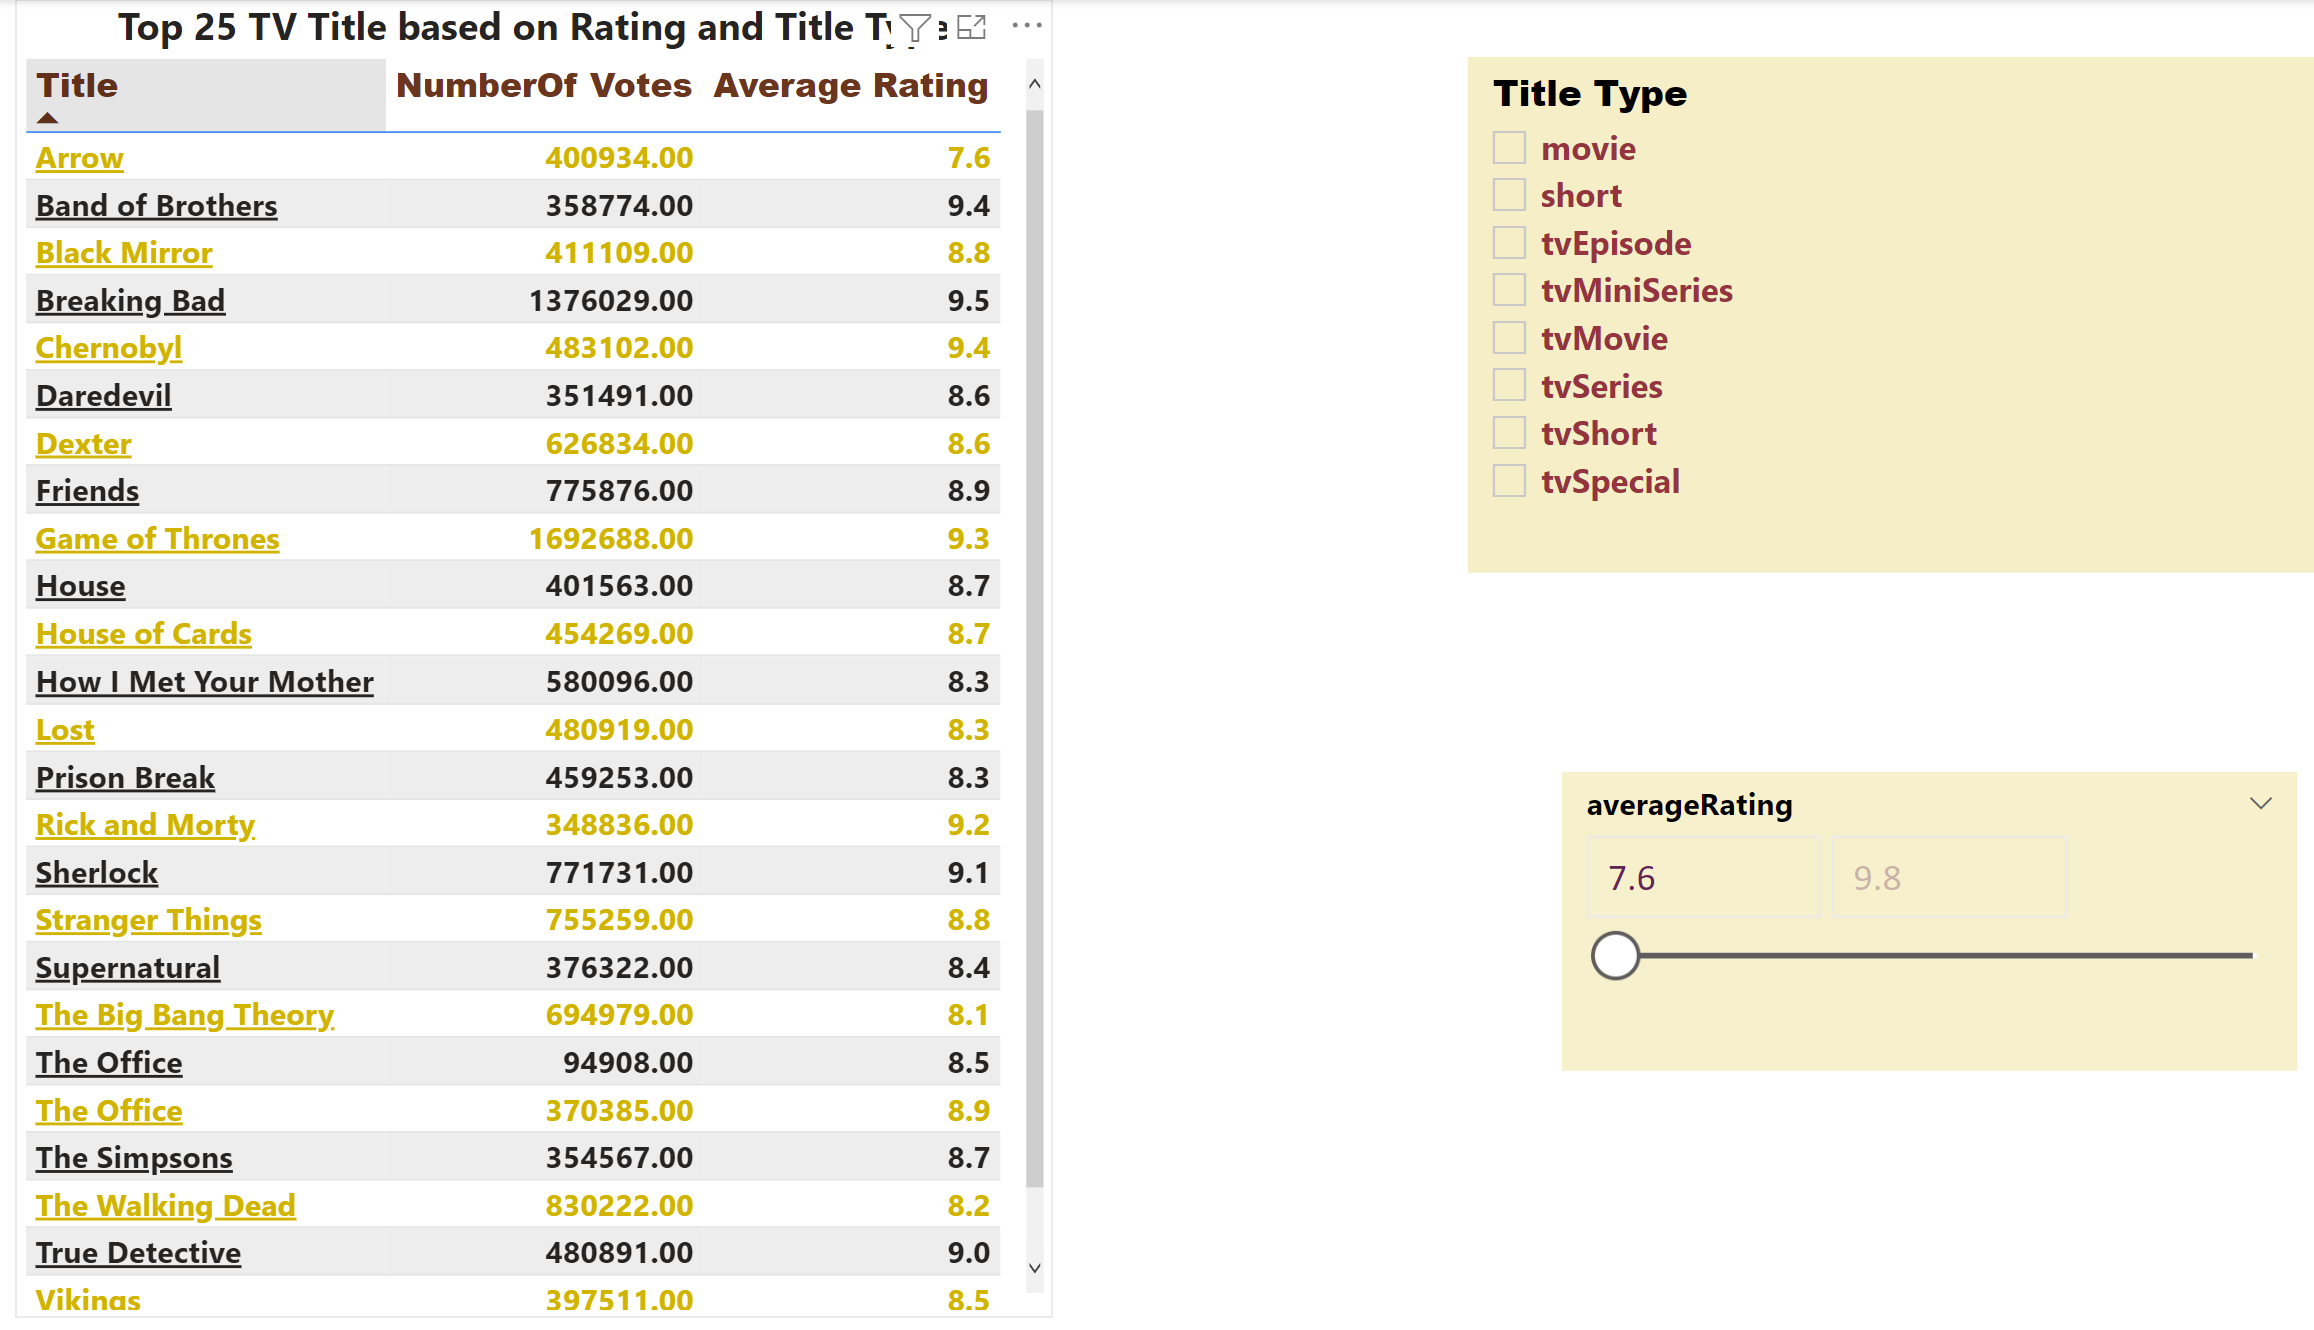 Top 25 TV Title based on Rating and Title Type
Title NumberOf Votes Average Rating
Arrow 400934.00 7.6
Band of Brothers 358774.00 9.4
Black Mirror 411109.00 8.8
Breaking Bad 1376029.00 9.5
Chernobyl 483102.00 9.4
Daredevil 351491.00 8.6
Dexter 626834.00 8.6
Friends 775876.00 8.9
Game of Thrones 1692688.00 9.3
House 401563.00 8.7
House of Cards 454269.00 8.7
How I Met Your Mother 580096.00 8.3
Lost 480919.00 8.3
Prison Break 459253.00 8.3
Rick and Morty 348836.00 9.2
Sherlock 771731.00 9.1
Stranger Things 755259.00 8.8
Supernatural 376322.00 8.4
The Big Bang Theory 694979.00 8.1
The Office 94908.00 8.5
The Office 370385.00 8.9
The Simpsons 354567.00 8.7
The Walking Dead 830222.00 8.2
True Detective 480891.00 9.0
Vikings 397511.00 8.5
Title Type
movie
short
tvEpisode
tvMiniSeries
tvMovie
tvSeries
tvShort
tvSpecial
averageRating
7.6 9.8